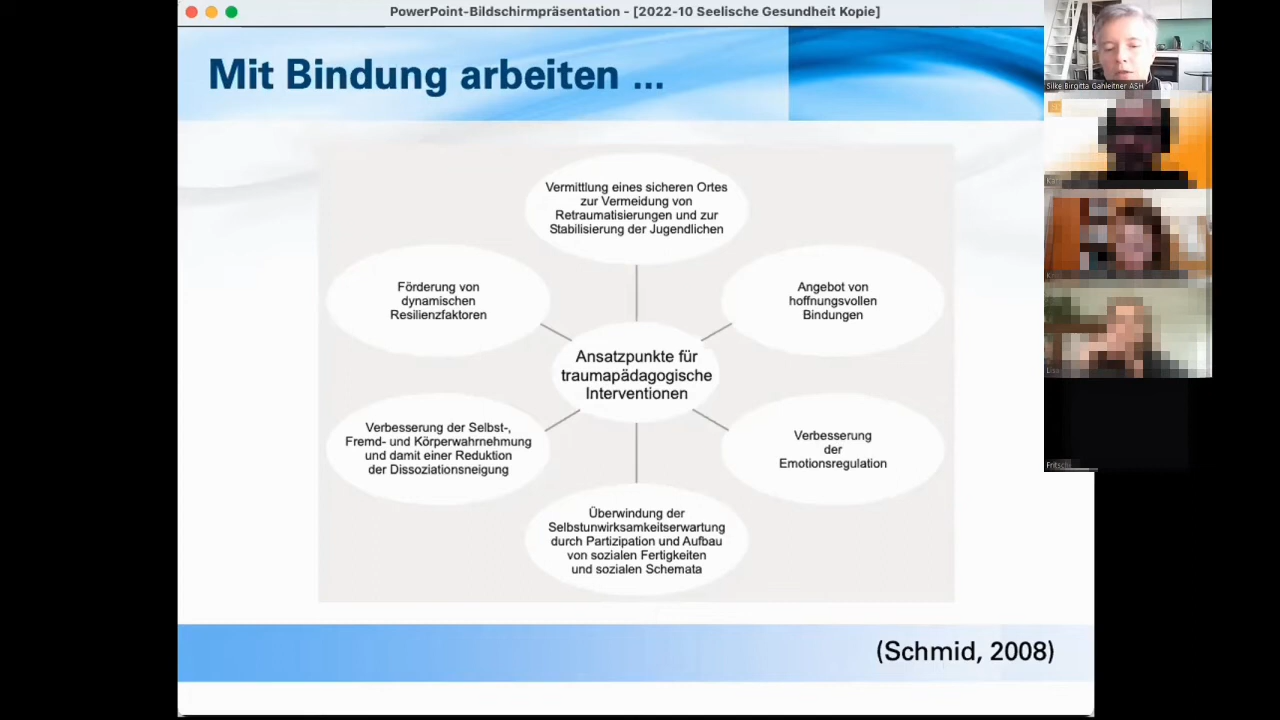 PowerPoint-Bildschirmpräsentation - [2022-10 Seelische Gesundheit Kopie]
Mit Bindung arbeiten ...
Vermittlung eines sicheren Ortes
zur Vermeidung von
Retraumatisierungen und zur
Stabilisierung der Jugendlichen
Förderung von
dynamischen
Resilienzfaktoren
Angebot von
hoffnungsvollen
Bindungen
Ansatzpunkte für
traumapädagogische
Interventionen
Verbesserung der Selbst-,
Fremd- und Körperwahrnehmung
und damit einer Reduktion
der Dissoziationsneigung
Verbesserung
der
Emotionsregulation
Überwindung der
Selbstunwirksamkeitserwartung
durch Partizipation und Aufbau
von sozialen Fertigkeiten
und sozialen Schemata
(Schmid, 2008)
Silke Birgitta Gahleitner ASH